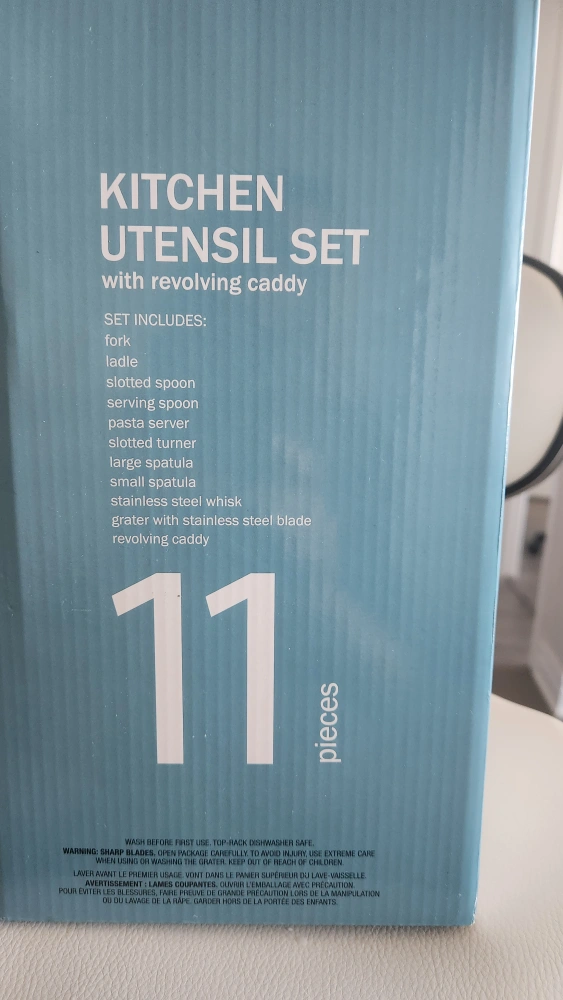 KITCHEN
UTENSIL SET
with revolving caddy
SET INCLUDES:
fork
ladle
slotted spoon
serving spoon
pasta server
slotted turner
large spatula
small spatula
stainless steel whisk
grater with stainless steel blade
revolving caddy
11
pieces
WASH BEFORE FIRST USE. TOP-RACK DISHWASHER SAFE.
WARNING: SHARP BLADES. OPEN PACKAGE CAREFULLY. TO AVOID INJURY, USE EXTREME CARE
WHEN USING OR WASHING THE GRATER. KEEP OUT OF REACH OF CHILDREN.
LAVER AVANT LE PREMIER USAGE. VONT DANS LE PANIER SUPÉRIEUR DU LAVE-VAISSELLE.
AVERTISSEMENT : LAMES COUPANTES. OUVRIR L'EMBALLAGE AVEC PRÉCAUTION.
POUR ÉVITER LES BLESSURES, FAIRE PREUVE DE GRANDE PRÉCAUTION LORS DE LA MANIPULATION
OU DU LAVAGE DE LA RÂPE. GARDER HORS DE LA PORTÉE DES ENFANTS.